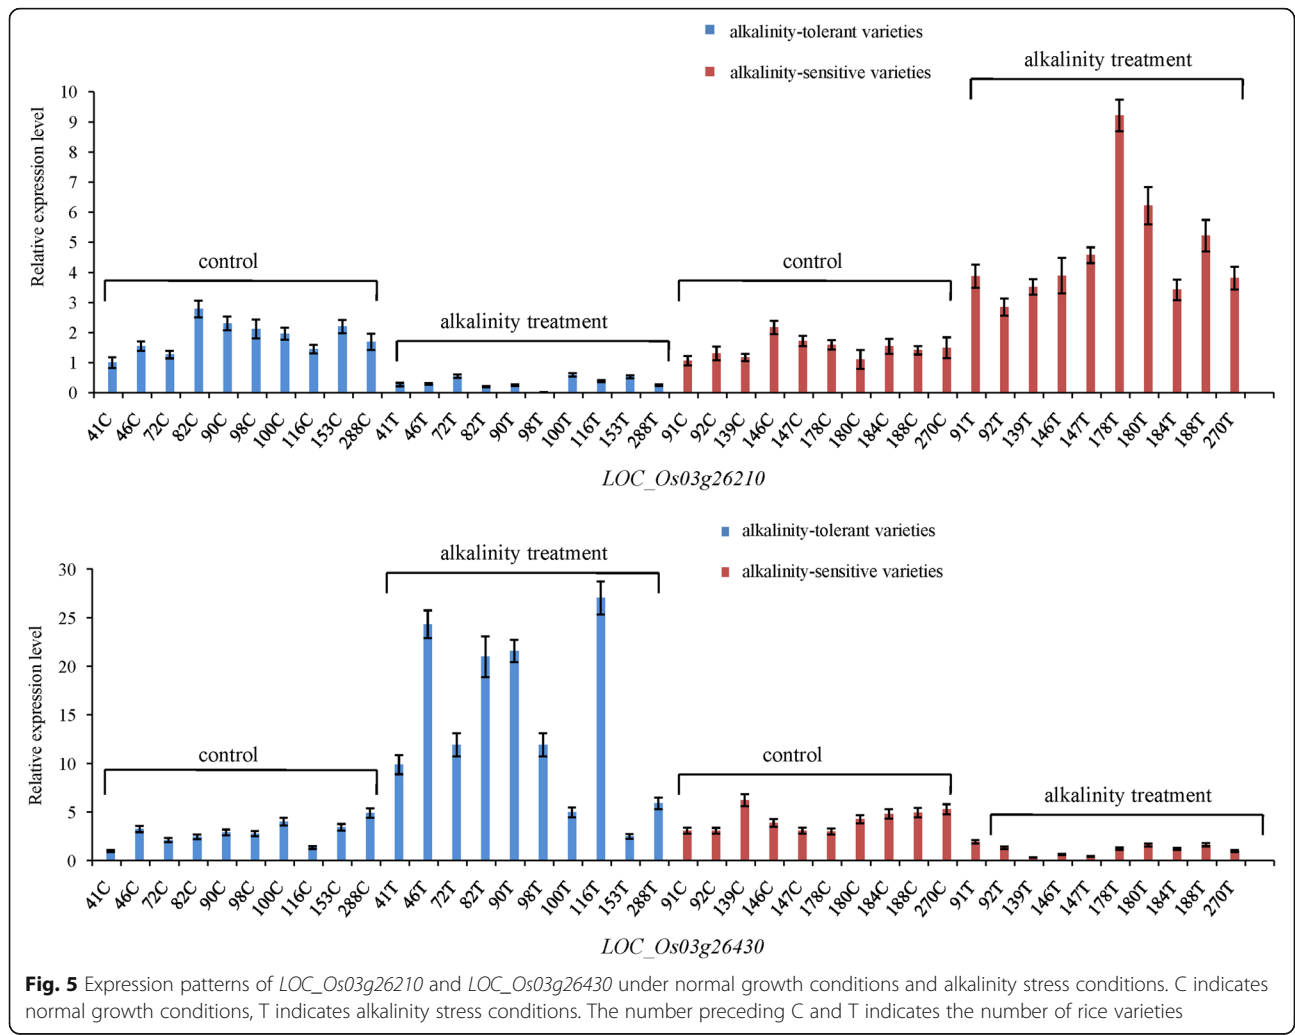 alkalinity-tolerant varieties
alkalinity-sensitive varieties
alkalinity treatment
Relative expression level
10
9
8
7
6
5
4
3
2
1
0
control
alkalinity treatment
control
41C 46C 72C 82C 90C 98C 100C 116C 153C 288C 41T 46T 72T 82T 90T 98T 100T 116T 153T 288T 91C 92C 139C 146C 147C 178C 180C 184C 188C 270C 91T 92T 139T 146T 147T 178T 180T 184T 188T 270T
LOC_Os03g26210
alkalinity-tolerant varieties
alkalinity-sensitive varieties
alkalinity treatment
Relative expression level
30
25
20
15
10
5
0
control
control
alkalinity treatment
41C 46C 72C 82C 90C 98C 100C 116C 153C 288C 41T 46T 72T 82T 90T 98T 100T 116T 153T 288T 91C 92C 139C 146C 147C 178C 180C 184C 188C 270C 91T 92T 139T 146T 147T 178T 180T 184T 188T 270T
LOC_Os03g26430
Fig. 5 Expression patterns of LOC_Os03g26210 and LOC_Os03g26430 under normal growth conditions and alkalinity stress conditions. C indicates
normal growth conditions, T indicates alkalinity stress conditions. The number preceding C and T indicates the number of rice varieties